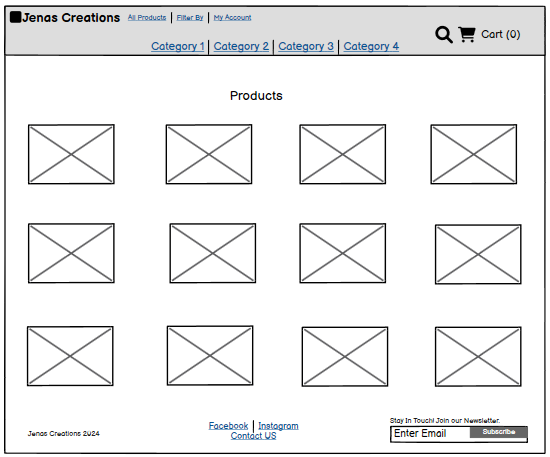 Jenas Creations All Products | Filter By | My Account
Category 1 | Category 2 | Category 3 | Category 4
Cart (0)
Products
Stay In Touch! Join our Newsletter.
Facebook | Instagram
Contact US
Enter Email Subscribe
Jenas Creations 2024